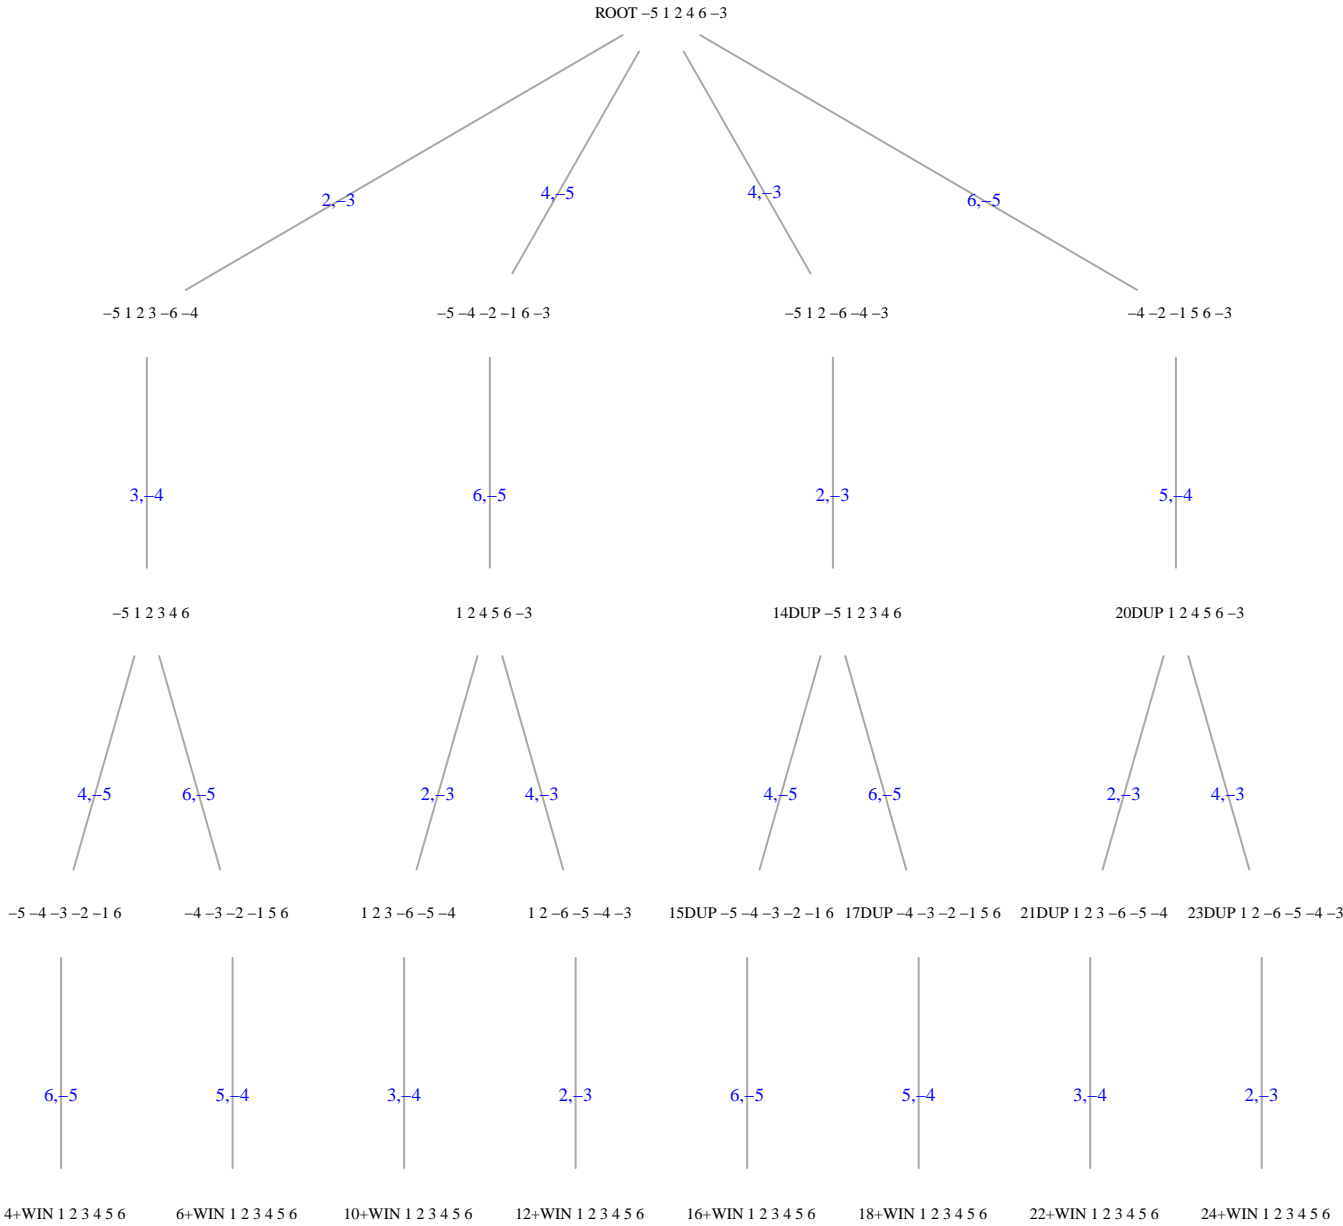 ROOT −5 1 2 4 6 −3
2,−3
4,−5
4,−3
6,−5
−5 1 2 3 −6 −4
−5 −4 −2 −1 6 −3
−5 1 2 −6 −4 −3
−4 −2 −1 5 6 −3
3,−4
6,−5
2,−3
5,−4
−5 1 2 3 4 6
1 2 4 5 6 −3
14DUP −5 1 2 3 4 6
20DUP 1 2 4 5 6 −3
4,−5
6,−5
2,−3
4,−3
4,−5
6,−5
2,−3
4,−3
−5 −4 −3 −2 −1 6
−4 −3 −2 −1 5 6
1 2 3 −6 −5 −4
1 2 −6 −5 −4 −3
15DUP −5 −4 −3 −2 −1 6
17DUP −4 −3 −2 −1 5 6
21DUP 1 2 3 −6 −5 −4
23DUP 1 2 −6 −5 −4 −3
6,−5
5,−4
3,−4
2,−3
6,−5
5,−4
3,−4
2,−3
4+WIN 1 2 3 4 5 6
6+WIN 1 2 3 4 5 6
10+WIN 1 2 3 4 5 6
12+WIN 1 2 3 4 5 6
16+WIN 1 2 3 4 5 6
18+WIN 1 2 3 4 5 6
22+WIN 1 2 3 4 5 6
24+WIN 1 2 3 4 5 6